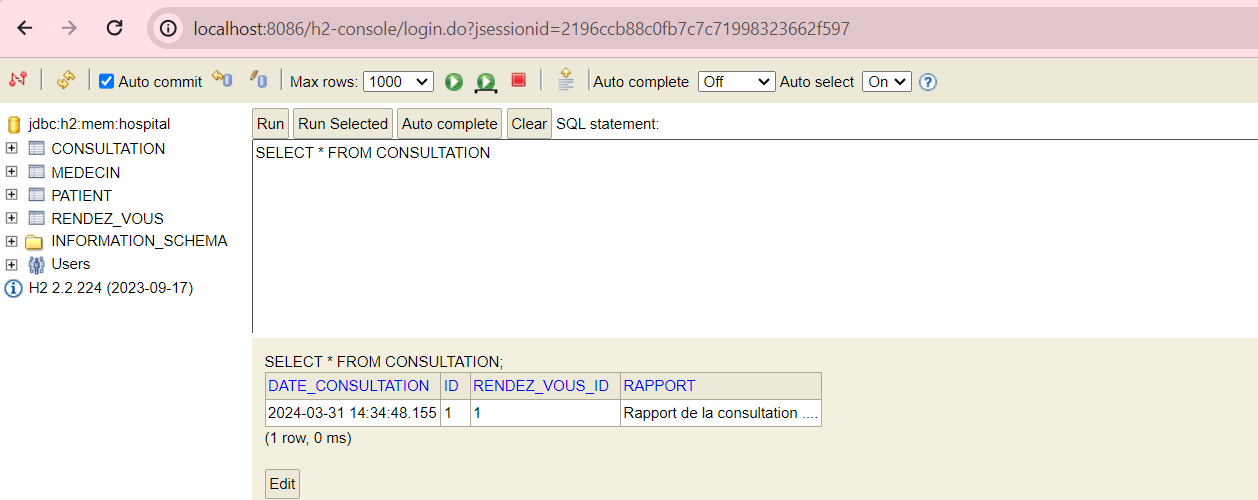 localhost:8086/h2-console/login.do?jsessionid=2196ccb88c0fb7c7c71998323662f597
Auto commit Max rows: 1000 Auto complete Off Auto select On ?
jdbc:h2:mem:hospital
CONSULTATION
MEDECIN
PATIENT
RENDEZ_VOUS
INFORMATION_SCHEMA
Users
H2 2.2.224 (2023-09-17)
Run Run Selected Auto complete Clear SQL statement:
SELECT * FROM CONSULTATION
SELECT * FROM CONSULTATION;
DATE_CONSULTATION ID RENDEZ_VOUS_ID RAPPORT
2024-03-31 14:34:48.155 1 1 Rapport de la consultation ....
(1 row, 0 ms)
Edit